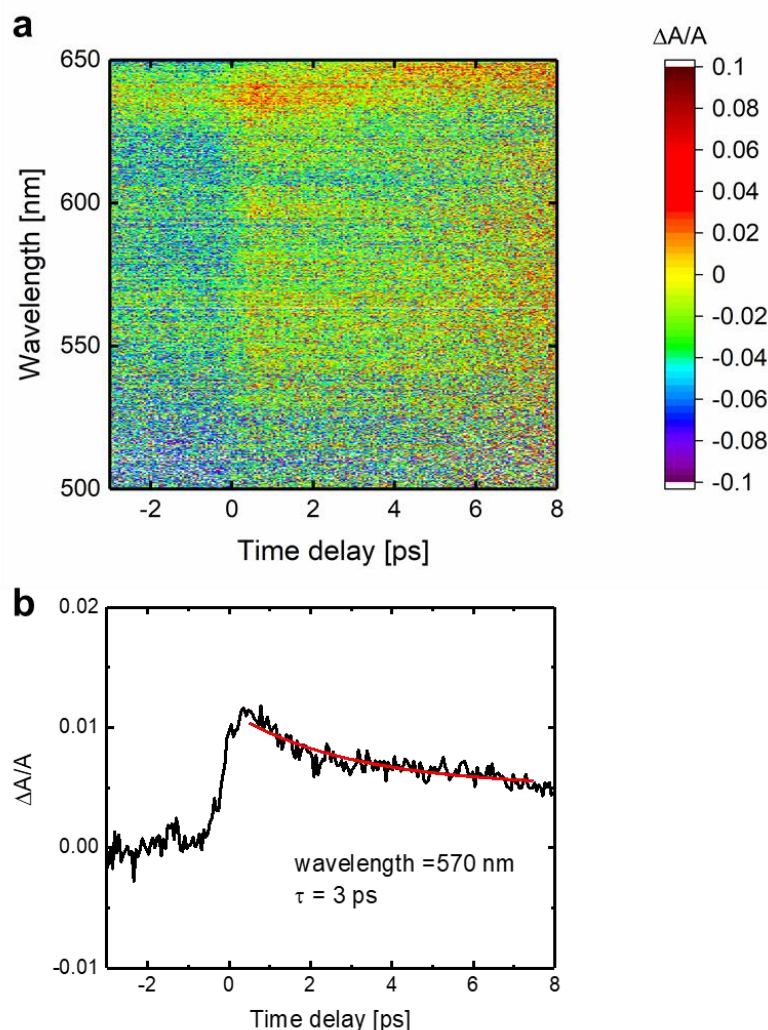 a
ΔA/A
650
600
550
500
Wavelength [nm]
-2 0 2 4 6 8
Time delay [ps]
0.1
0.08
0.06
0.04
0.02
0
-0.02
-0.04
-0.06
-0.08
-0.1
b
0.02
0.01
0.00
-0.01
ΔA/A
wavelength =570 nm
τ = 3 ps
-2 0 2 4 6 8
Time delay [ps]